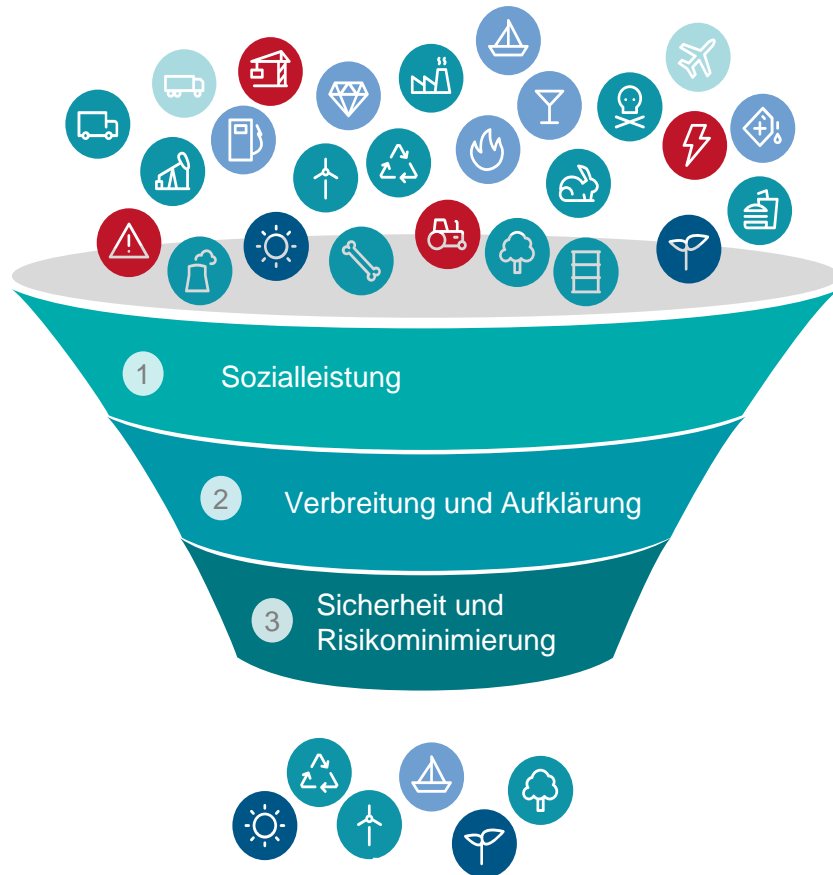 1 Sozialleistung
2 Verbreitung und Aufklärung
3 Sicherheit und
Risikominimierung